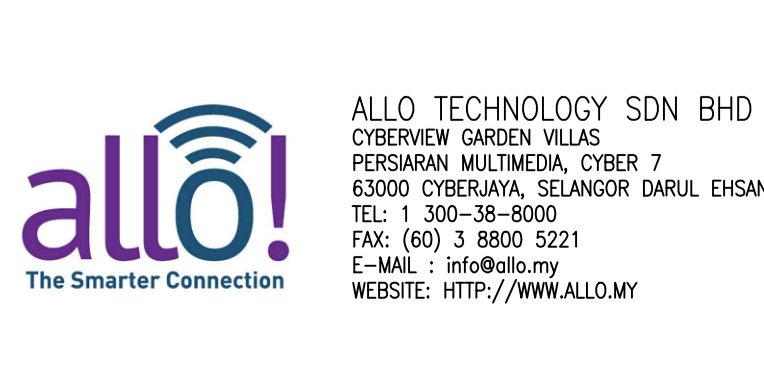 allo!
The Smarter Connection
ALLO TECHNOLOGY SDN BHD
CYBERVIEW GARDEN VILLAS
PERSIARAN MULTIMEDIA, CYBER 7
63000 CYBERJAYA, SELANGOR DARUL EHSAN
TEL: 1 300-38-8000
FAX: (60) 3 8800 5221
E-MAIL : info@allo.my
WEBSITE: HTTP://WWW.ALLO.MY